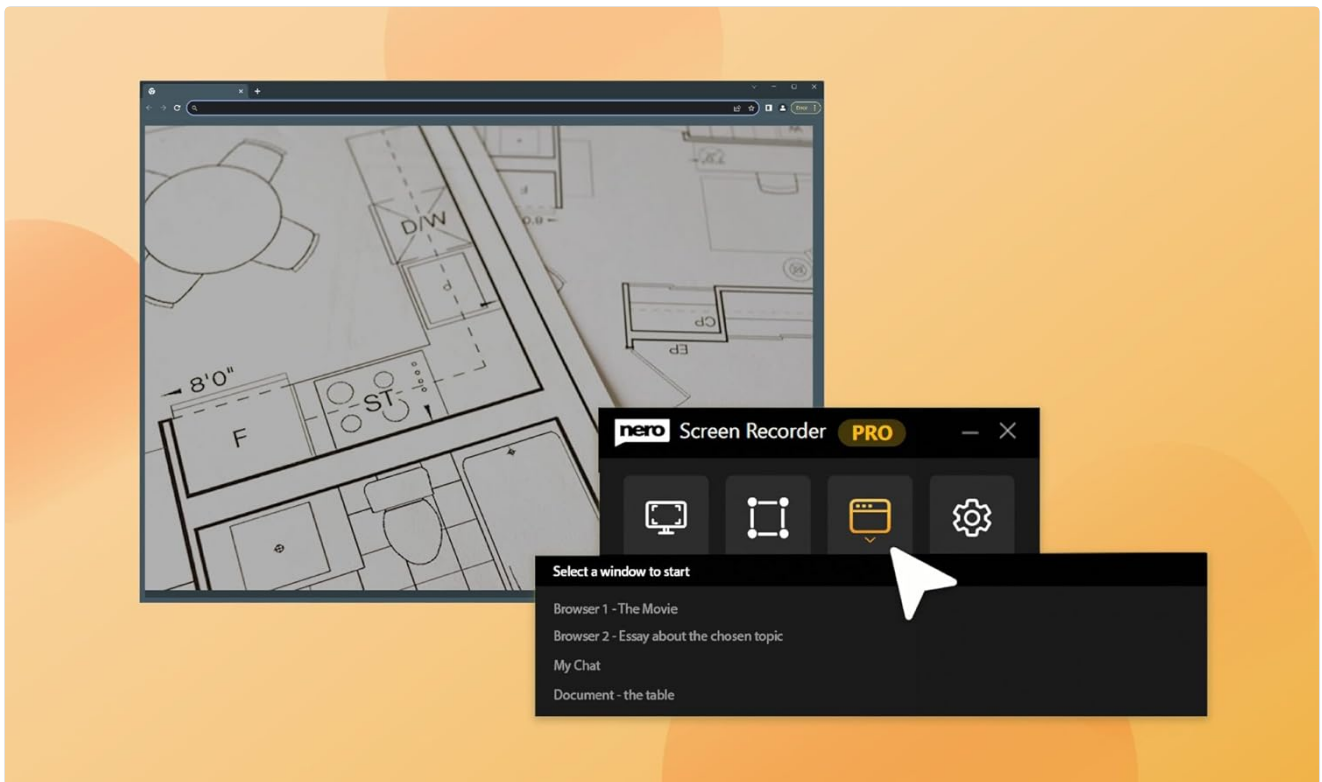 Error
D/W
8'0"
ST
F
P
CP
EP
nero Screen Recorder PRO
Select a window to start
Browser 1 - The Movie
Browser 2 - Essay about the chosen topic
My Chat
Document - the table